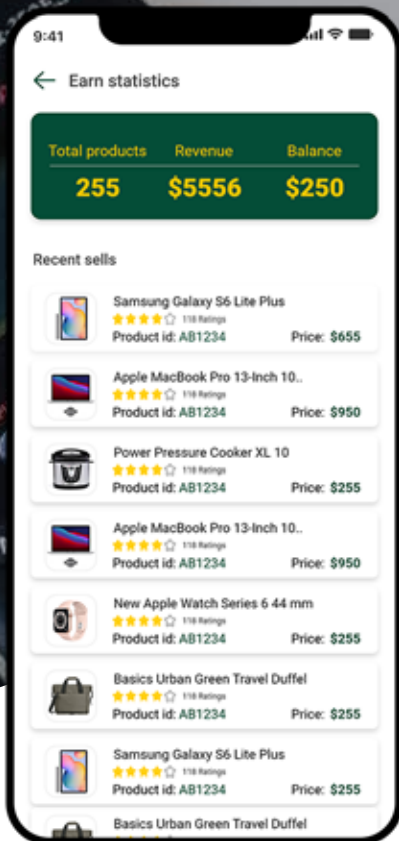 9:41
Earn statistics
Total products Revenue Balance
255 $5556 $250
Recent sells
Samsung Galaxy S6 Lite Plus
118 Ratings
Product id: AB1234 Price: $655
Apple MacBook Pro 13-Inch 10..
118 Ratings
Product id: AB1234 Price: $950
Power Pressure Cooker XL 10
118 Ratings
Product id: AB1234 Price: $255
Apple MacBook Pro 13-Inch 10..
118 Ratings
Product id: AB1234 Price: $950
New Apple Watch Series 6 44 mm
118 Ratings
Product id: AB1234 Price: $255
Basics Urban Green Travel Duffel
118 Ratings
Product id: AB1234 Price: $255
Samsung Galaxy S6 Lite Plus
118 Ratings
Product id: AB1234 Price: $255
Basics Urban Green Travel Duffel